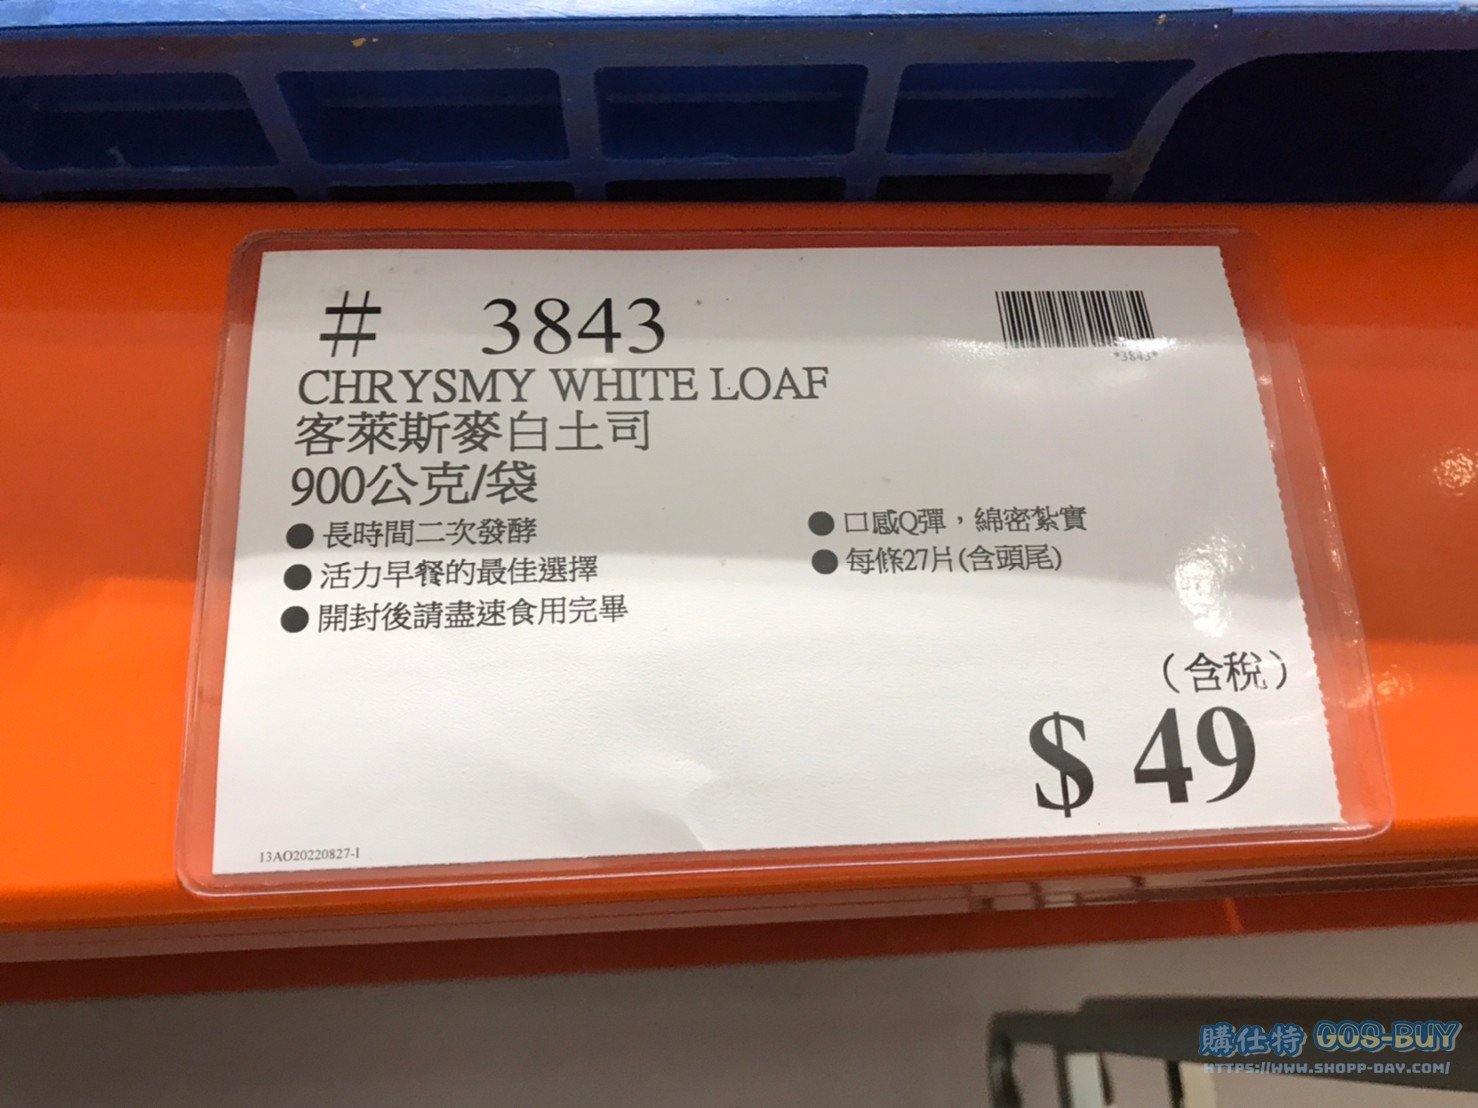 # 3843
*3843*
CHRYSMY WHITE LOAF
客萊斯麥白土司
900公克/袋
● 長時間二次發酵
● 活力早餐的最佳選擇
● 開封後請盡速食用完畢
● 口感Q彈，綿密紮實
● 每條27片(含頭尾)
（含稅）
$ 49
13AO20220827-1
購仕特 GOS-BUY
HTTPS://WWW.SHOPP-DAY.COM/